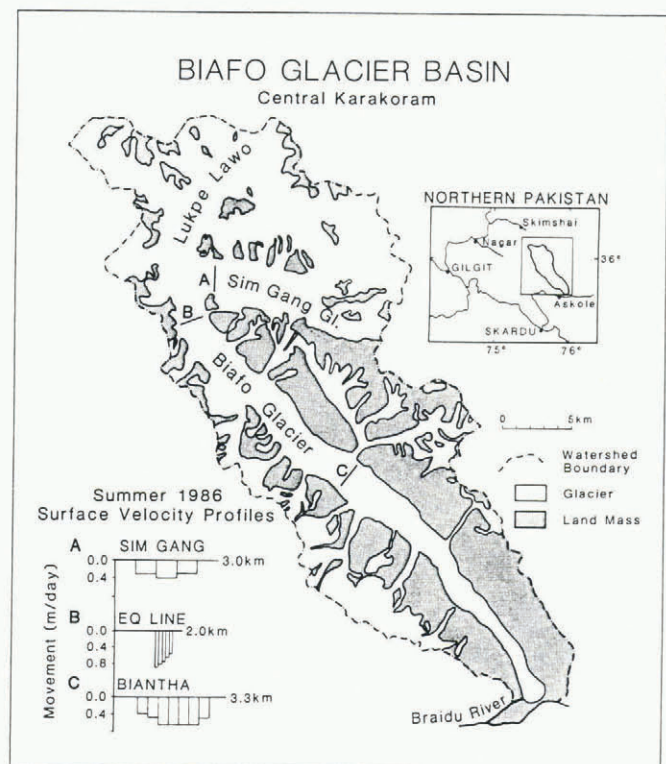 BIAFO GLACIER BASIN
Central Karakoram
Lukpe Lawo
NORTHERN PAKISTAN
Skimshai
Nagar
GILGIT
36°
Askole
SKARDU
75° 76°
A
Sim Gang Gl.
B
Biafo Glacier
C
0 5km
Watershed
Boundary
Glacier
Land Mass
Summer 1986
Surface Velocity Profiles
Movement (m/day)
A SIM GANG
0.0 3.0km
0.4
B EQ LINE
0.0 2.0km
0.4
0.8
C BIANTHA
0.0 3.3km
0.4
Braidu River